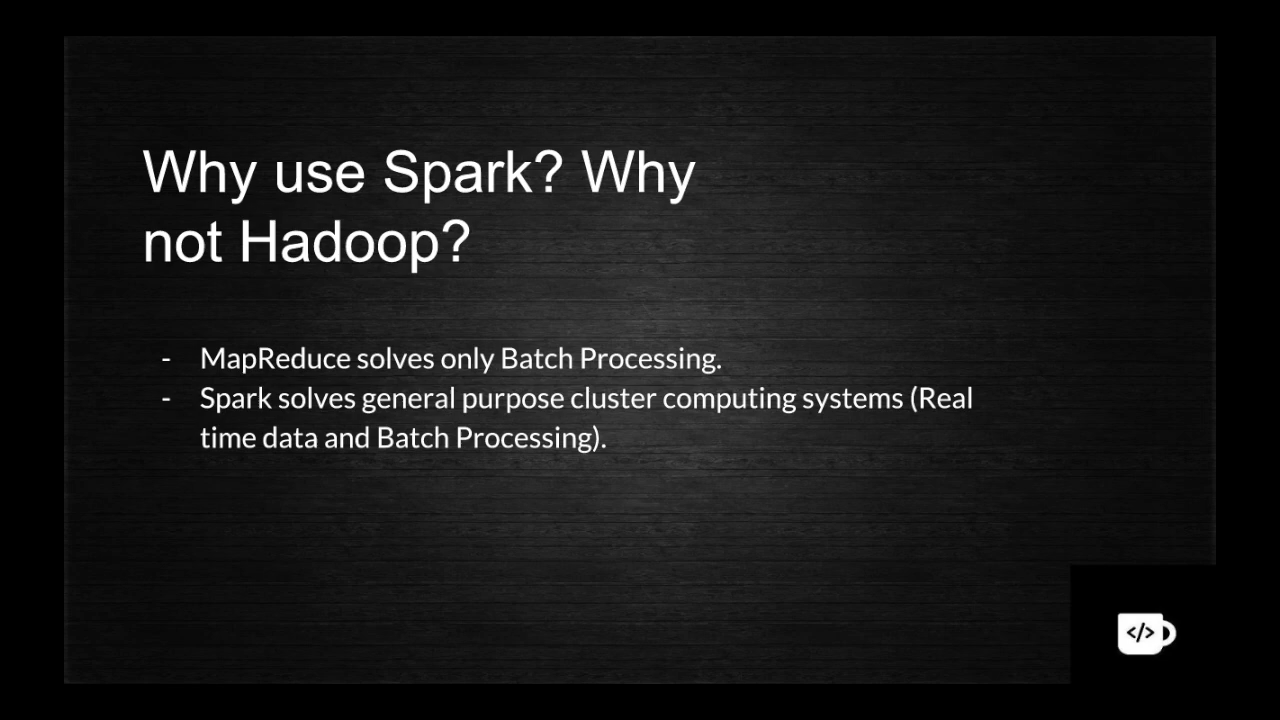 Why use Spark? Why
not Hadoop?
- MapReduce solves only Batch Processing.
- Spark solves general purpose cluster computing systems (Real
time data and Batch Processing).
</>